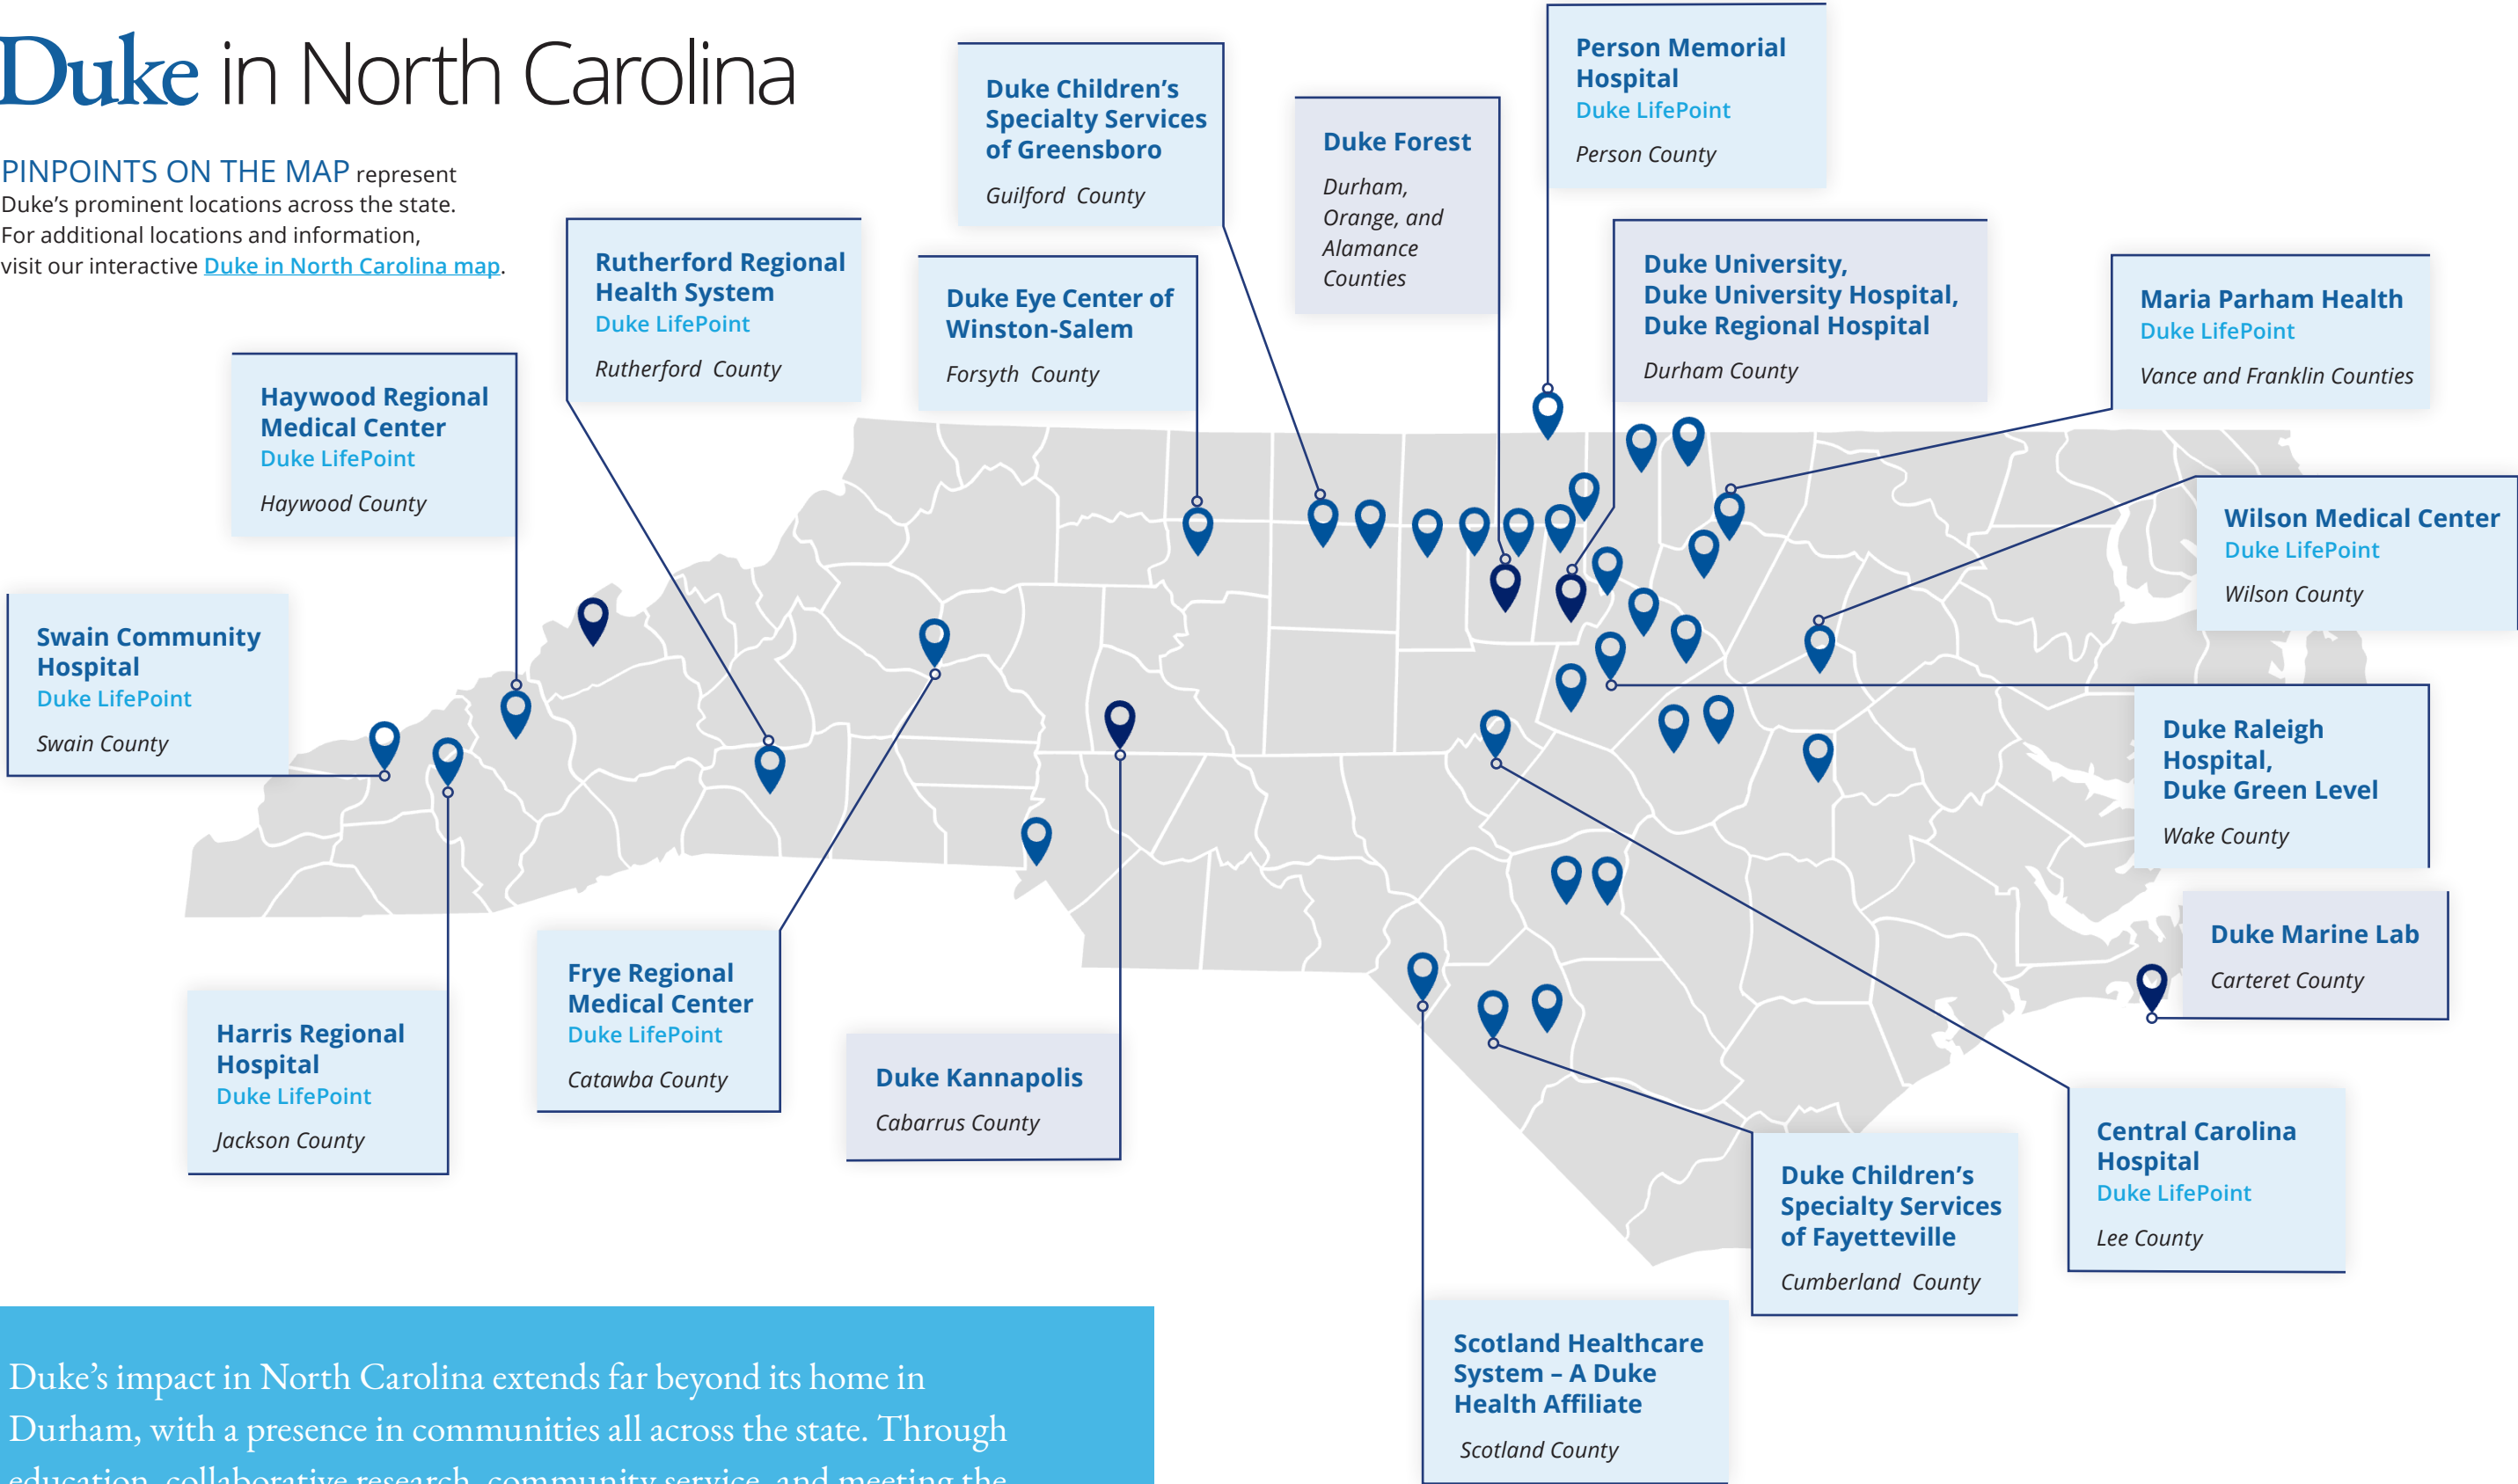 Duke in North Carolina
PINPOINTS ON THE MAP represent
Duke’s prominent locations across the state.
For additional locations and information,
visit our interactive Duke in North Carolina map.
Duke Children’s
Specialty Services
of Greensboro
Guilford County
Duke Forest
Durham,
Orange, and
Alamance
Counties
Person Memorial
Hospital
Duke LifePoint
Person County
Rutherford Regional
Health System
Duke LifePoint
Rutherford County
Duke Eye Center of
Winston-Salem
Forsyth County
Duke University,
Duke University Hospital,
Duke Regional Hospital
Durham County
Maria Parham Health
Duke LifePoint
Vance and Franklin Counties
Haywood Regional
Medical Center
Duke LifePoint
Haywood County
Wilson Medical Center
Duke LifePoint
Wilson County
Swain Community
Hospital
Duke LifePoint
Swain County
Duke Raleigh
Hospital,
Duke Green Level
Wake County
Duke Marine Lab
Carteret County
Harris Regional
Hospital
Duke LifePoint
Jackson County
Frye Regional
Medical Center
Duke LifePoint
Catawba County
Duke Kannapolis
Cabarrus County
Duke Children’s
Specialty Services
of Fayetteville
Cumberland County
Central Carolina
Hospital
Duke LifePoint
Lee County
Scotland Healthcare
System – A Duke
Health Affiliate
Scotland County
Duke’s impact in North Carolina extends far beyond its home in
Durham, with a presence in communities all across the state. Through
education, collaborative research, community service, and meeting the